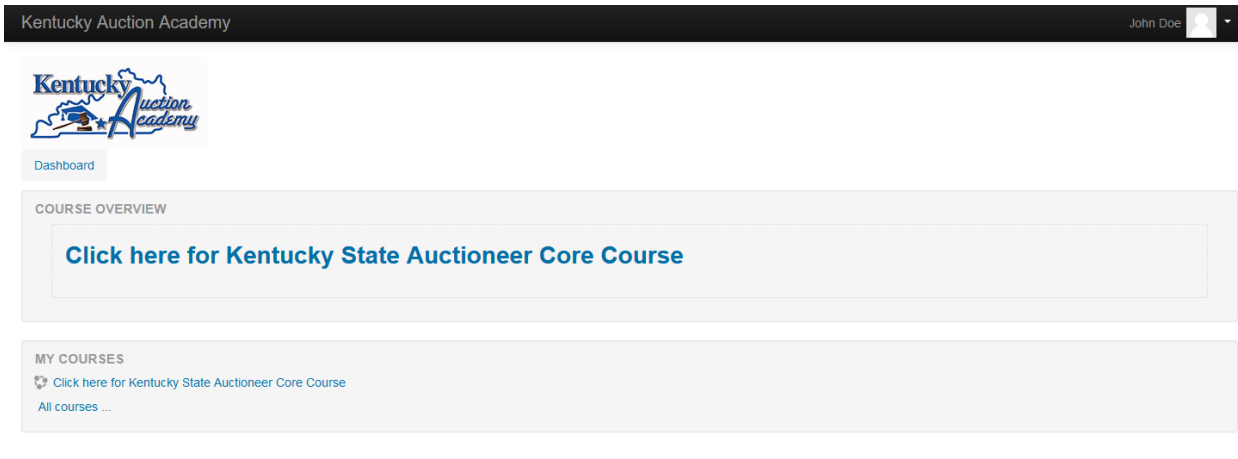 Kentucky Auction Academy
John Doe
Kentucky
Auction
Academy
Dashboard
COURSE OVERVIEW
Click here for Kentucky State Auctioneer Core Course
MY COURSES
Click here for Kentucky State Auctioneer Core Course
All courses ...